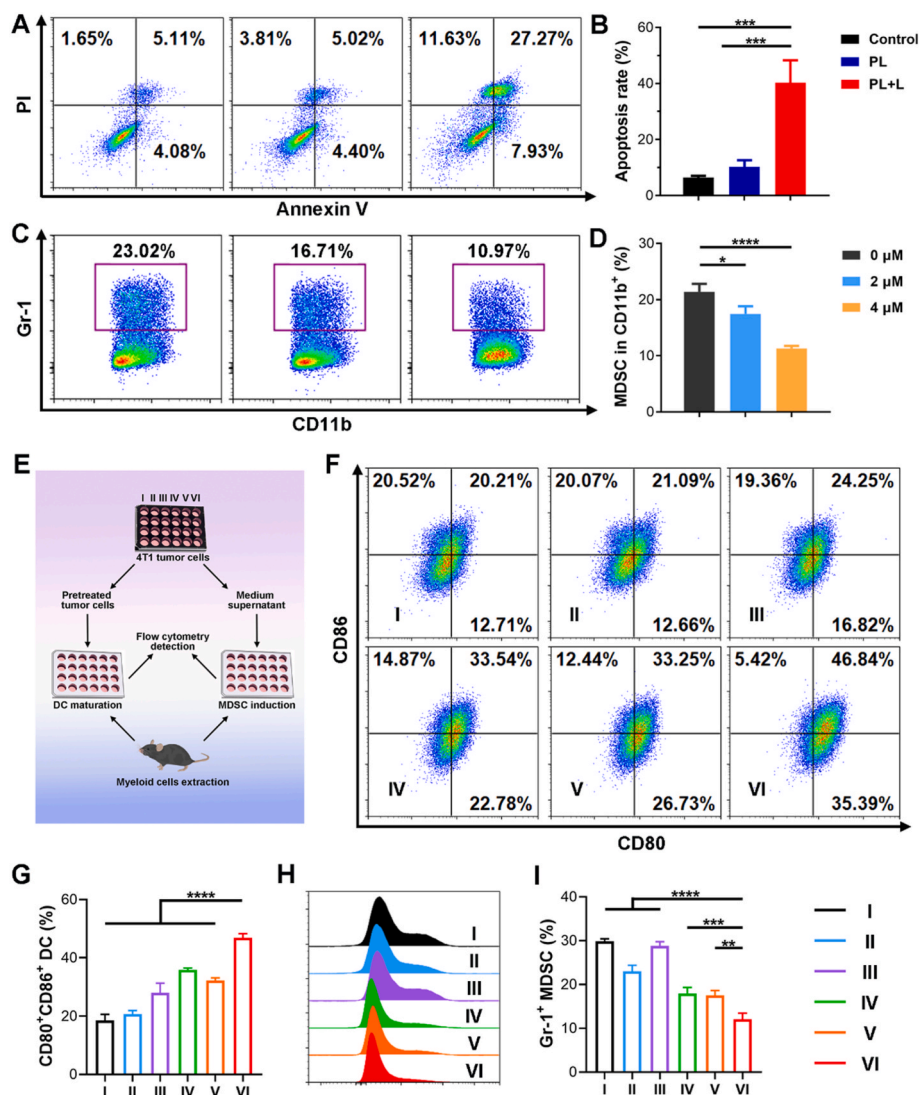 A
1.65% 5.11%
3.81% 5.02%
11.63% 27.27%
4.08%
4.40%
7.93%
PI
Annexin V
B
Apoptosis rate (%)
60
40
20
0
***
***
Control
PL
PL+L
C
23.02%
16.71%
10.97%
Gr-1
CD11b
D
MDSC in CD11b⁺ (%)
30
20
10
0
****
*
0 μM
2 μM
4 μM
E
I II III IV V VI
4T1 tumor cells
Pretreated
tumor cells
Medium
supernatant
Flow cytometry
detection
DC maturation
MDSC induction
Myeloid cells extraction
F
20.52% 20.21%
I
12.71%
20.07% 21.09%
II
12.66%
19.36% 24.25%
III
16.82%
14.87% 33.54%
IV
22.78%
12.44% 33.25%
V
26.73%
5.42% 46.84%
VI
35.39%
CD86
CD80
G
CD80⁺CD86⁺ DC (%)
60
40
20
0
****
I II III IV V VI
H
I
II
III
IV
V
VI
I
Gr-1⁺ MDSC (%)
40
30
20
10
0
****
***
**
I II III IV V VI
I
II
III
IV
V
VI